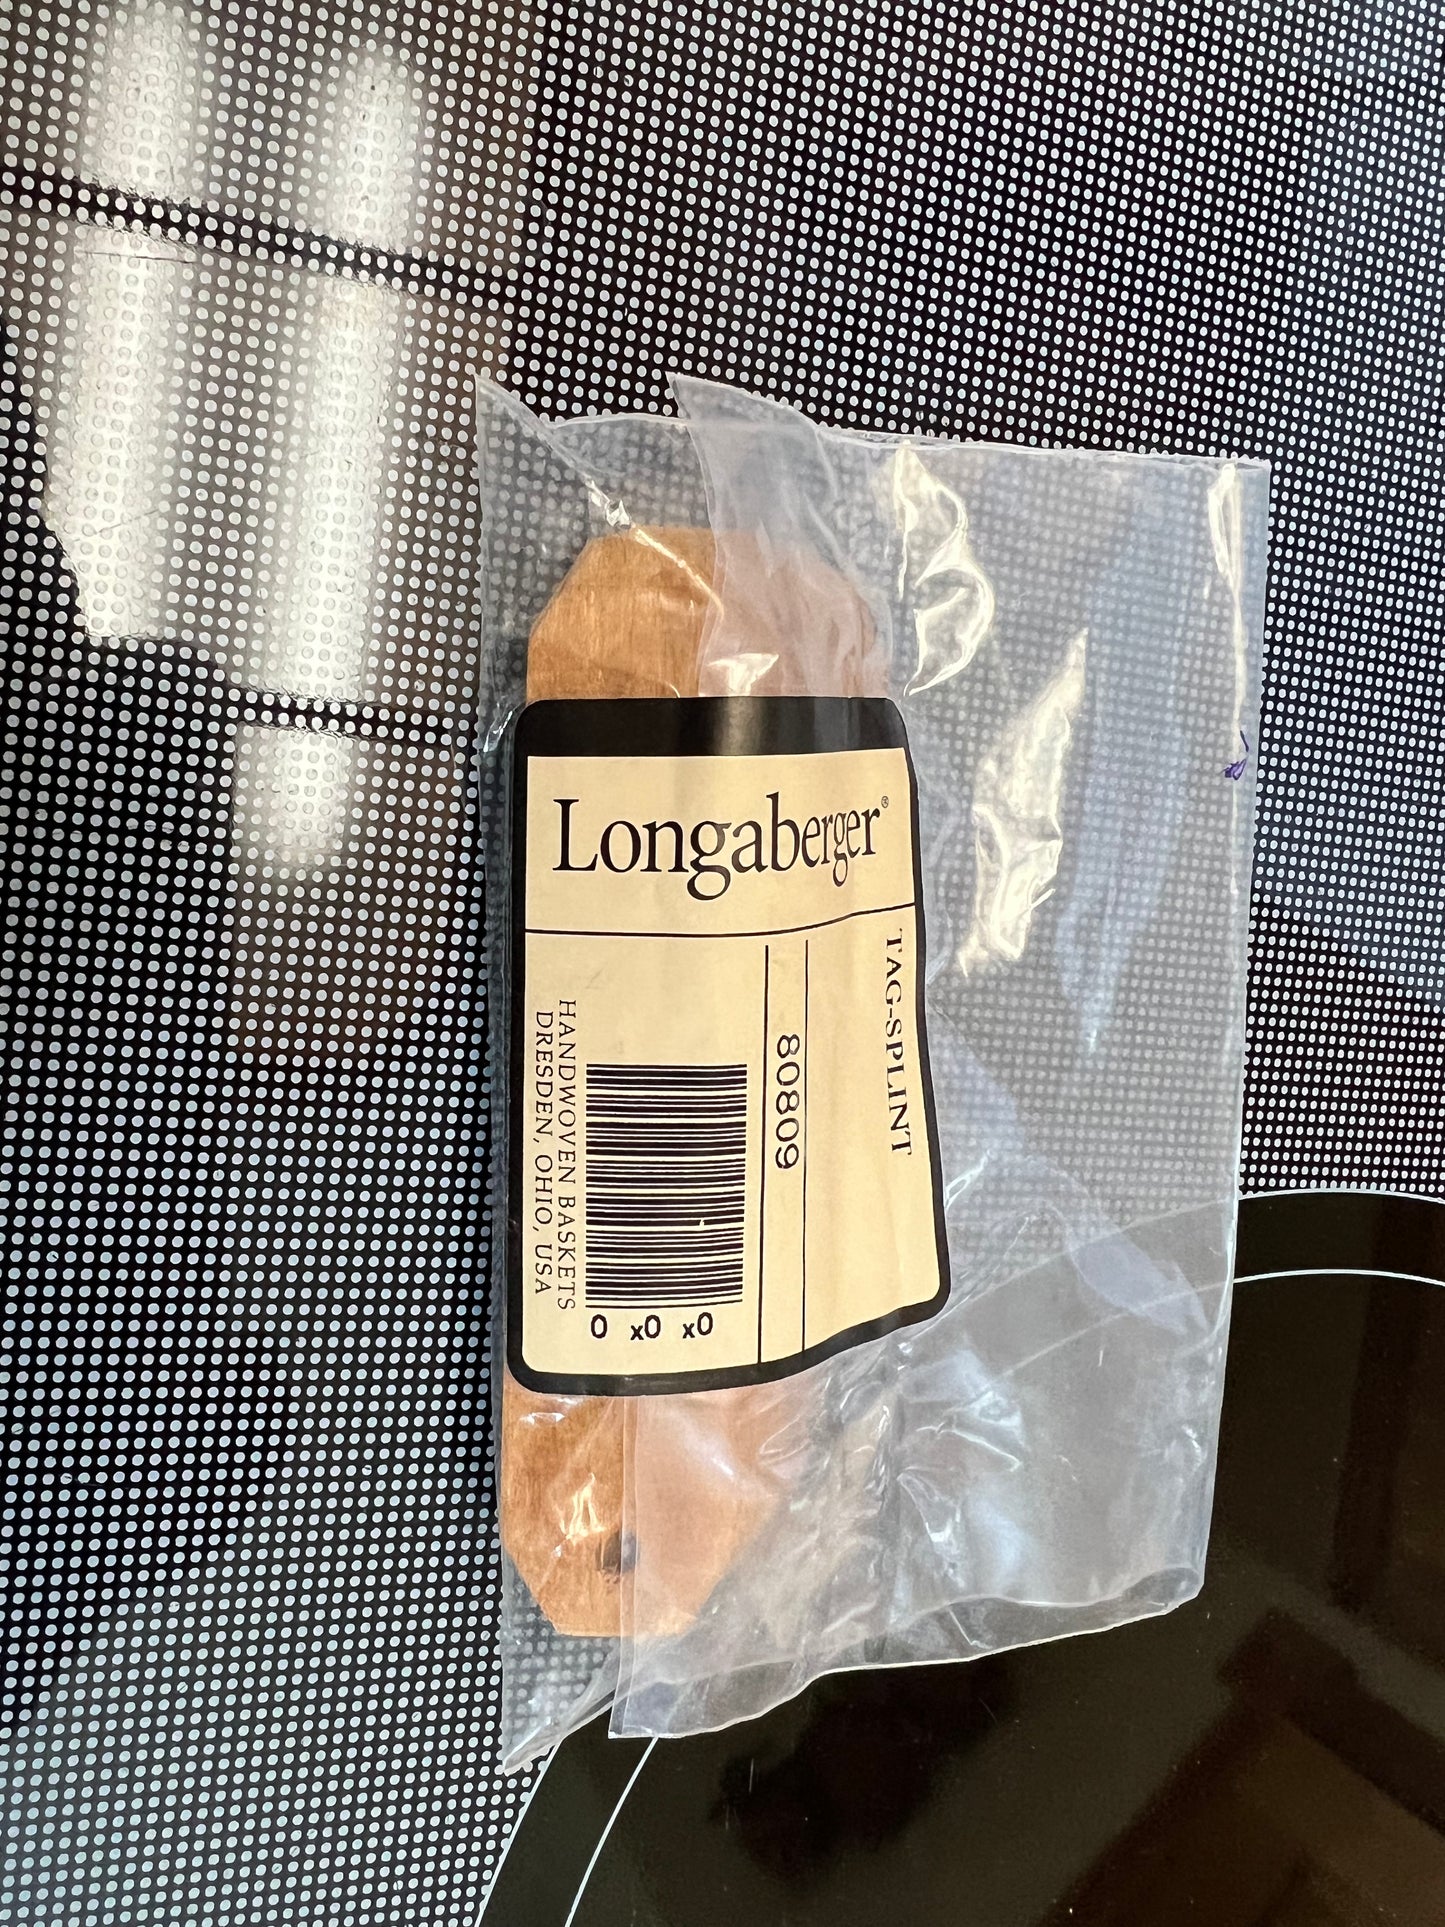 Longaberger®
TAG-SPLINT
80809
0 x0 x0
HANDWOVEN BASKETS
DRESDEN, OHIO, USA